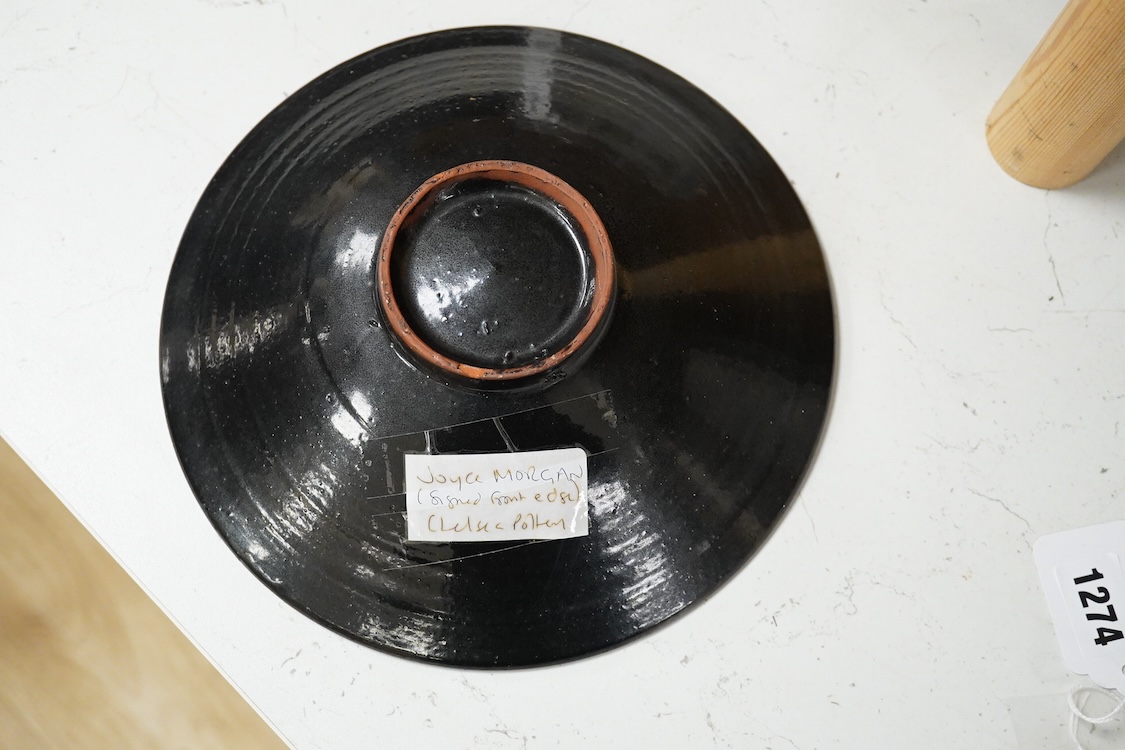 Joyce MORGAN
(Signed front edge)
Chelsea Pottery
1274